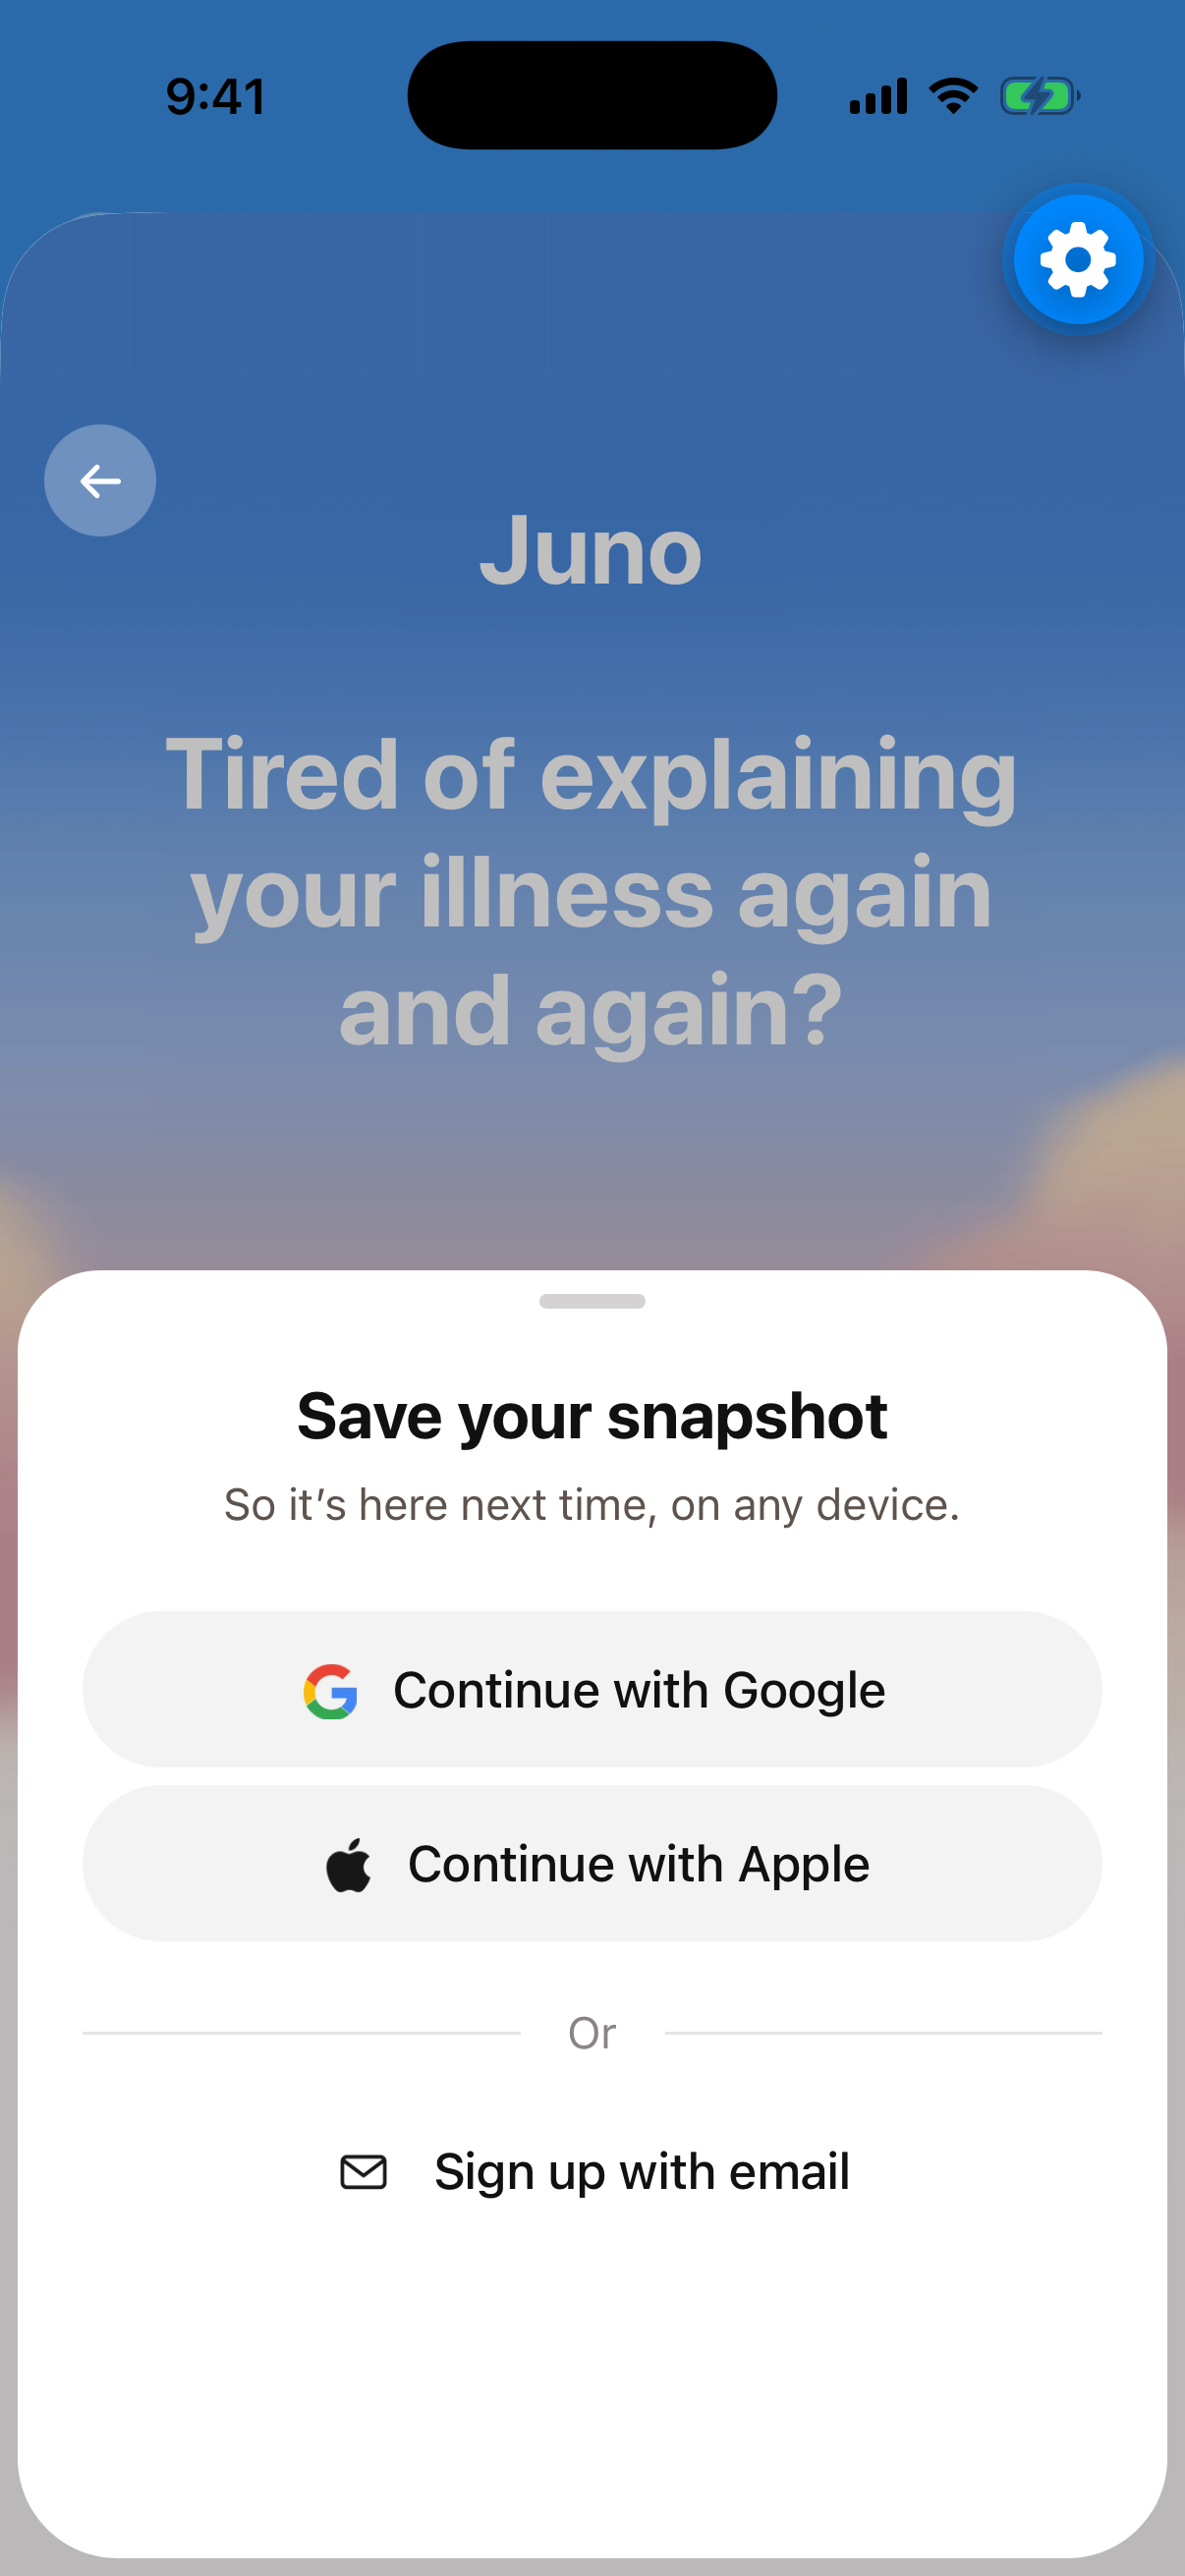 9:41
Juno
Tired of explaining
your illness again
and again?
Save your snapshot
So it’s here next time, on any device.
Continue with Google
Continue with Apple
Or
Sign up with email